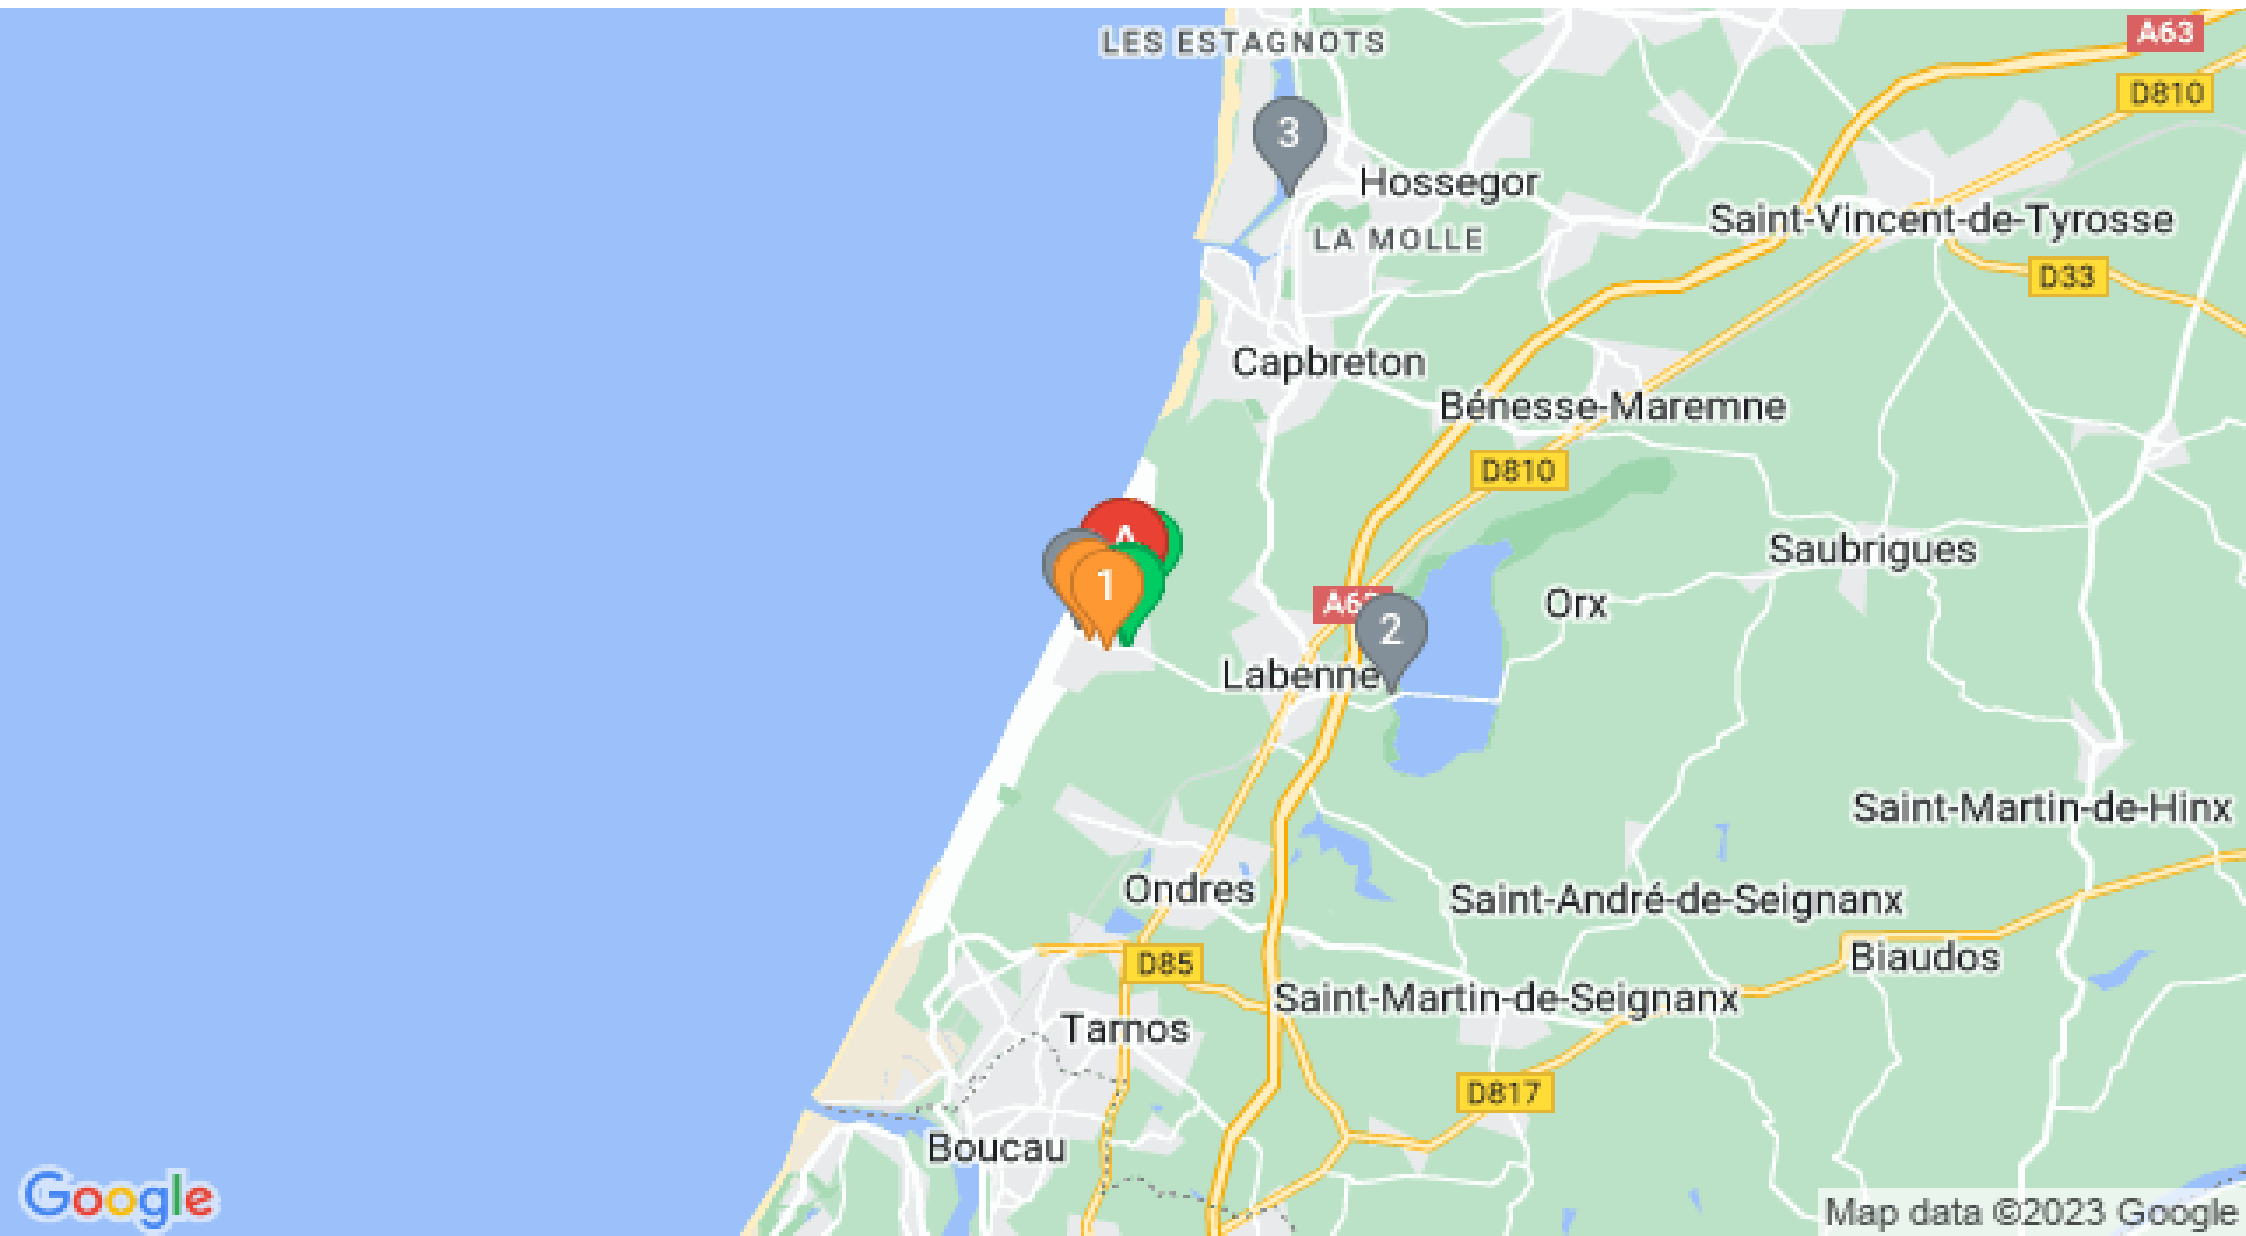 LES ESTAGNOTS
A63
D810
3
Hossegor
Saint-Vincent-de-Tyrosse
LA MOLLE
D33
Capbreton
Bénesse-Maremne
D810
A
Saubrigues
1
Orx
2
Labenne
Saint-Martin-de-Hinx
Ondres
Saint-André-de-Seignanx
Biaudos
D85
Saint-Martin-de-Seignanx
Tarnos
D817
Boucau
Google
Map data ©2023 Google